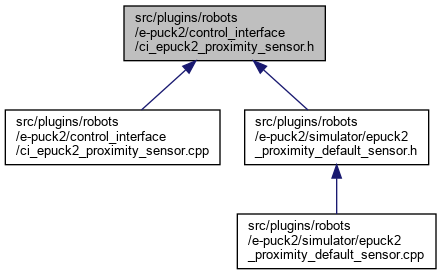 src/plugins/robots
/e-puck2/control_interface
/ci_epuck2_proximity_sensor.h
src/plugins/robots
/e-puck2/control_interface
/ci_epuck2_proximity_sensor.cpp
src/plugins/robots
/e-puck2/simulator/epuck2
_proximity_default_sensor.h
src/plugins/robots
/e-puck2/simulator/epuck2
_proximity_default_sensor.cpp